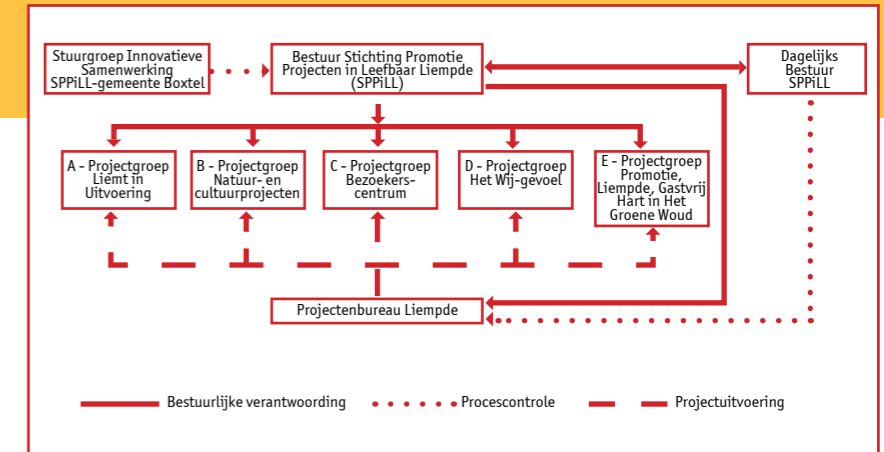 Stuurgroep Innovatieve
Samenwerking
SPPiLL-gemeente Boxtel
Bestuur Stichting Promotie
Projecten in Leefbaar Liempde
(SPPiLL)
Dagelijks
Bestuur
SPPiLL
A - Projectgroep
Liemt in
Uitvoering
B - Projectgroep
Natuur- en
cultuurprojecten
C - Projectgroep
Bezoekers-
centrum
D - Projectgroep
Het Wij-gevoel
E - Projectgroep
Promotie,
Liempde, Gastvrij
Hart in Het
Groene Woud
Projectenbureau Liempde
Bestuurlijke verantwoording
Procescontrole
Projectuitvoering